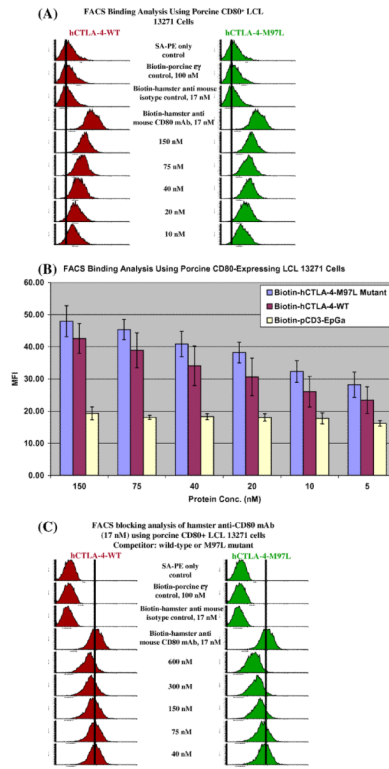 (A)
FACS Binding Analysis Using Porcine CD80⁺ LCL
13271 Cells
hCTLA-4-WT hCTLA-4-M97L
SA-PE only
control
Biotin-porcine εγ
control, 100 nM
Biotin-hamster anti mouse
isotype control, 17 nM
Biotin-hamster anti
mouse CD80 mAb, 17 nM
150 nM
75 nM
40 nM
20 nM
10 nM
(B) FACS Binding Analysis Using Porcine CD80-Expressing LCL 13271 Cells
60.00
50.00
40.00
30.00
20.00
10.00
0.00
MFI
Biotin-hCTLA-4-M97L Mutant
Biotin-hCTLA-4-WT
Biotin-pCD3-EpGa
150 75 40 20 10 5
Protein Conc. (nM)
(C)
FACS blocking analysis of hamster anti-CD80 mAb
(17 nM) using porcine CD80+ LCL 13271 cells
Competitor: wild-type or M97L mutant
hCTLA-4-WT hCTLA-4-M97L
SA-PE only
control
Biotin-porcine εγ
control, 100 nM
Biotin-hamster anti mouse
isotype control, 17 nM
Biotin-hamster anti
mouse CD80 mAb, 17 nM
600 nM
300 nM
150 nM
75 nM
40 nM